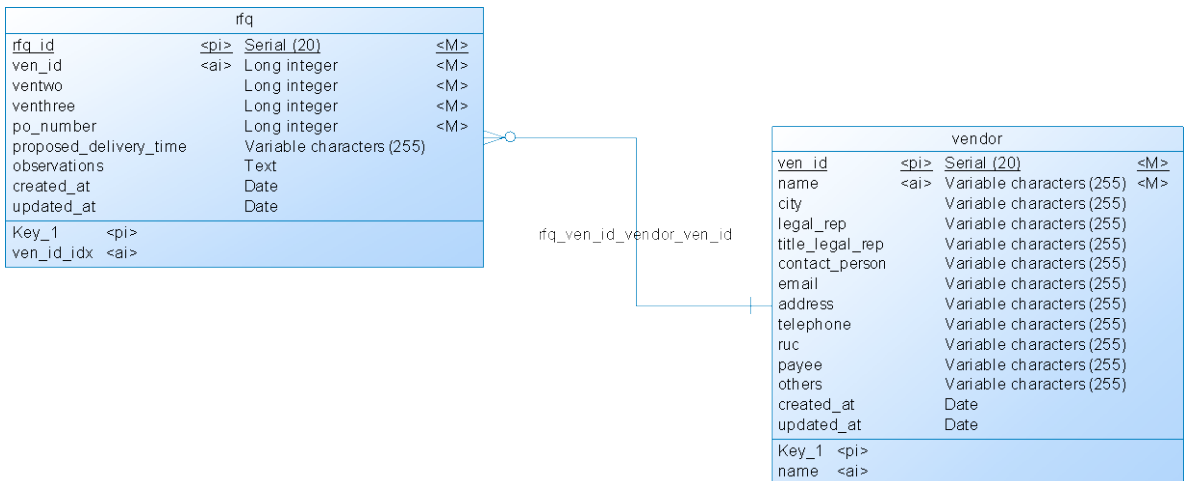 rfq
rfq_id <pi> Serial (20) <M>
ven_id <ai> Long integer <M>
ventwo Long integer <M>
venthree Long integer <M>
po_number Long integer <M>
proposed_delivery_time Variable characters (255)
observations Text
created_at Date
updated_at Date
Key_1 <pi>
ven_id_idx <ai>
rfq_ven_id_vendor_ven_id
vendor
ven_id <pi> Serial (20) <M>
name <ai> Variable characters (255) <M>
city Variable characters (255)
legal_rep Variable characters (255)
title_legal_rep Variable characters (255)
contact_person Variable characters (255)
email Variable characters (255)
address Variable characters (255)
telephone Variable characters (255)
ruc Variable characters (255)
payee Variable characters (255)
others Variable characters (255)
created_at Date
updated_at Date
Key_1 <pi>
name <ai>